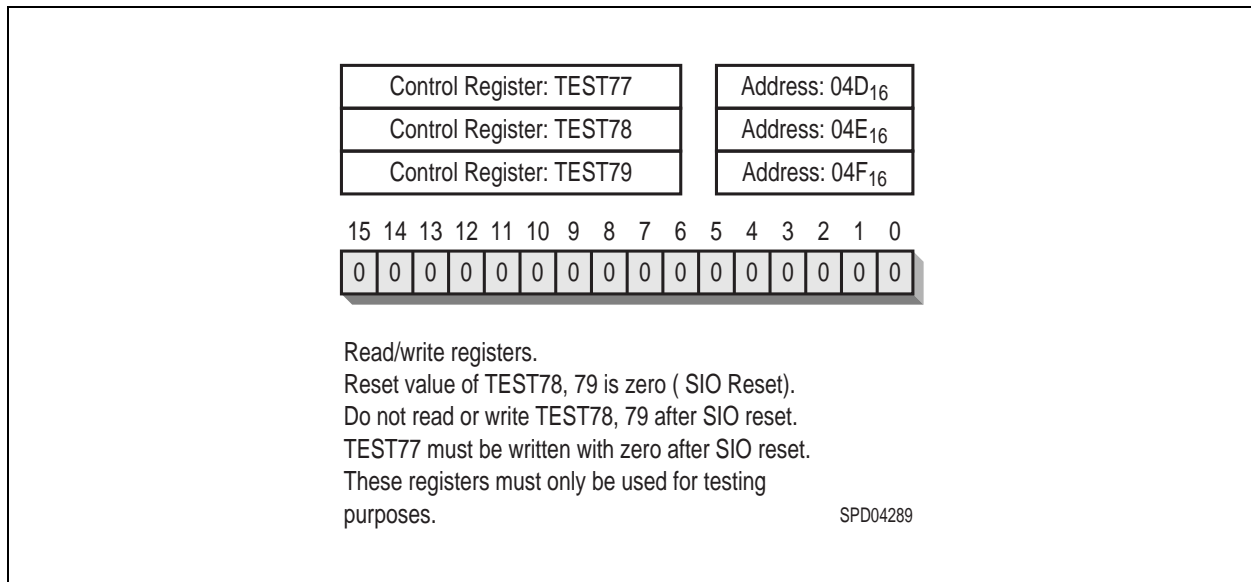 Control Register: TEST77 Address: 04D16
Control Register: TEST78 Address: 04E16
Control Register: TEST79 Address: 04F16
15 14 13 12 11 10 9 8 7 6 5 4 3 2 1 0
0 0 0 0 0 0 0 0 0 0 0 0 0 0 0 0
Read/write registers.
Reset value of TEST78, 79 is zero ( SIO Reset).
Do not read or write TEST78, 79 after SIO reset.
TEST77 must be written with zero after SIO reset.
These registers must only be used for testing
purposes. SPD04289